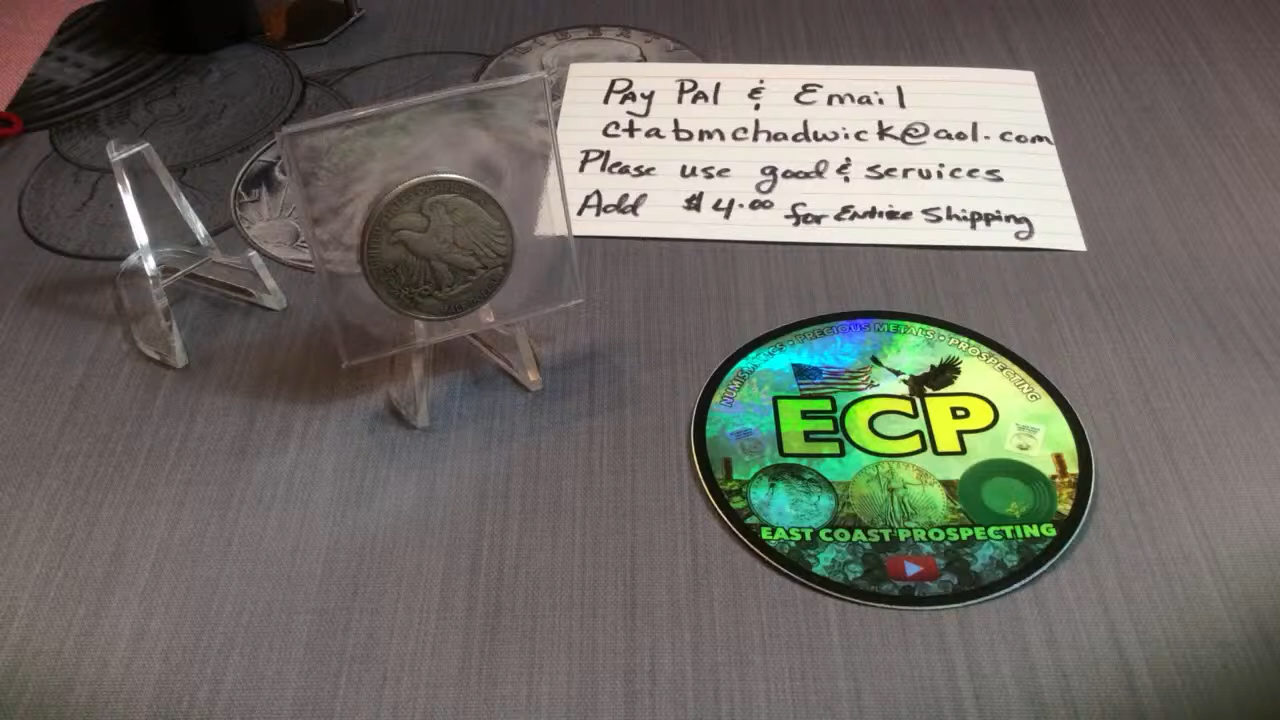 PAy PAl & Email
ctabmchadwick@aol.com
Please use good & services
Add $4.00 for Entire Shipping
NUMISMATICS • PRECIOUS METALS • PROSPECTING
ECP
EAST COAST PROSPECTING